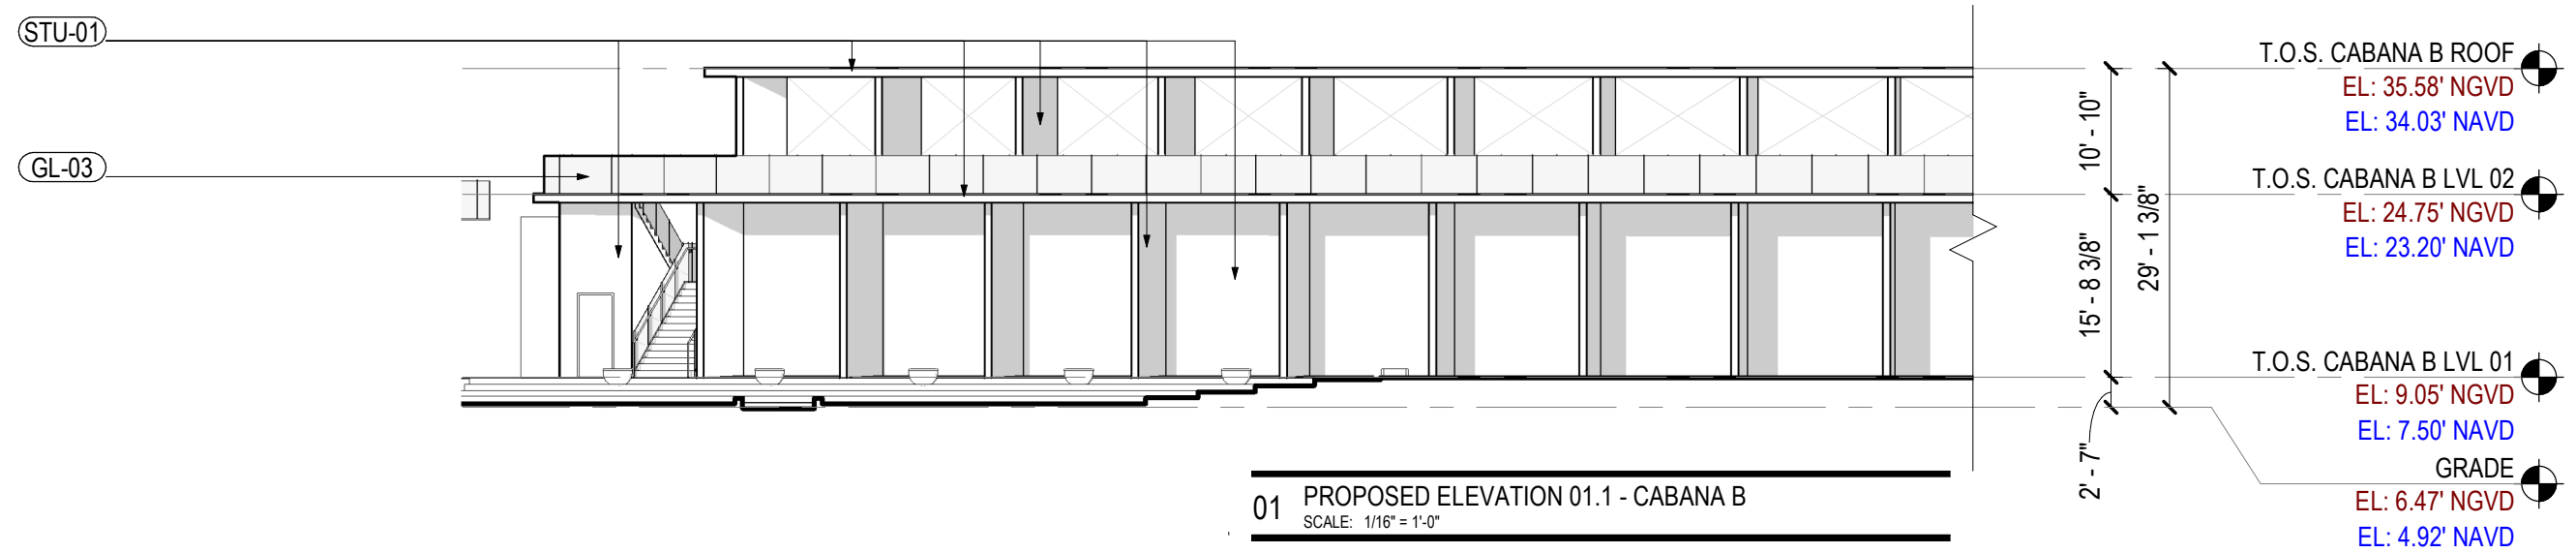 STU-01
GL-03
T.O.S. CABANA B ROOF
EL: 35.58' NGVD
EL: 34.03' NAVD
10' - 10"
T.O.S. CABANA B LVL 02
EL: 24.75' NGVD
EL: 23.20' NAVD
15' - 8 3/8"
29' - 1 3/8"
T.O.S. CABANA B LVL 01
EL: 9.05' NGVD
EL: 7.50' NAVD
2' - 7"
GRADE
EL: 6.47' NGVD
EL: 4.92' NAVD
01 PROPOSED ELEVATION 01.1 - CABANA B
SCALE: 1/16" = 1'-0"